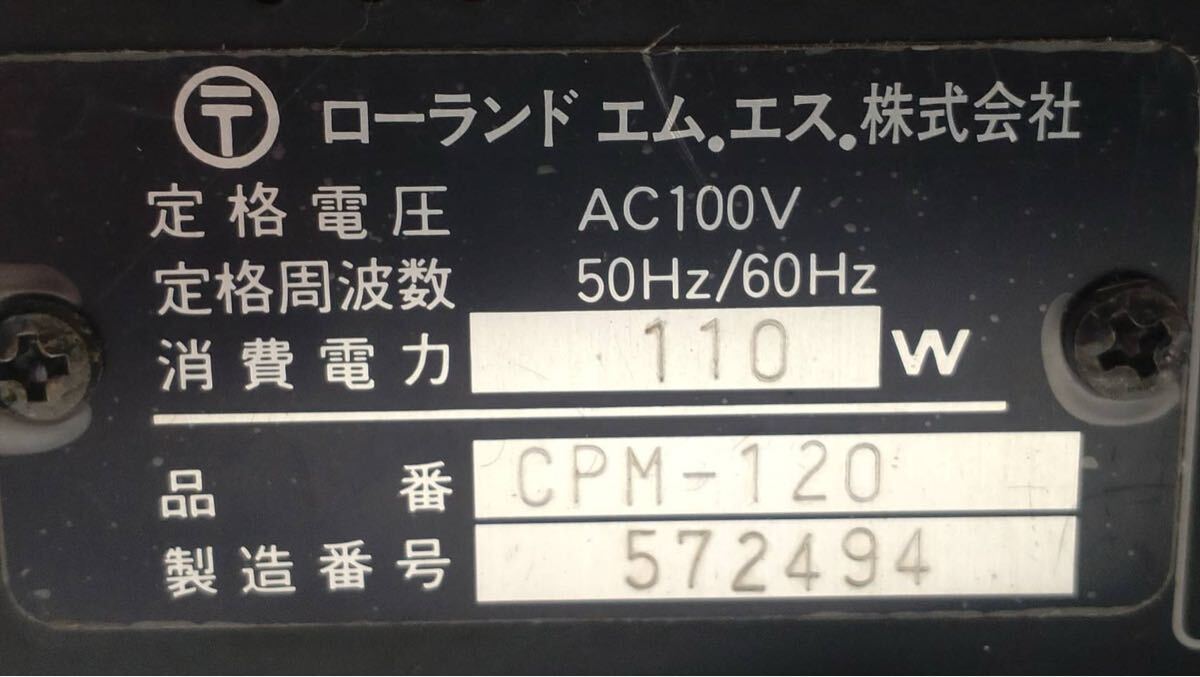 〒 ローランド エム.エス.株式会社
定格電圧 AC100V
定格周波数 50Hz/60Hz
消費電力 110 W
品番 CPM-120
製造番号 572494